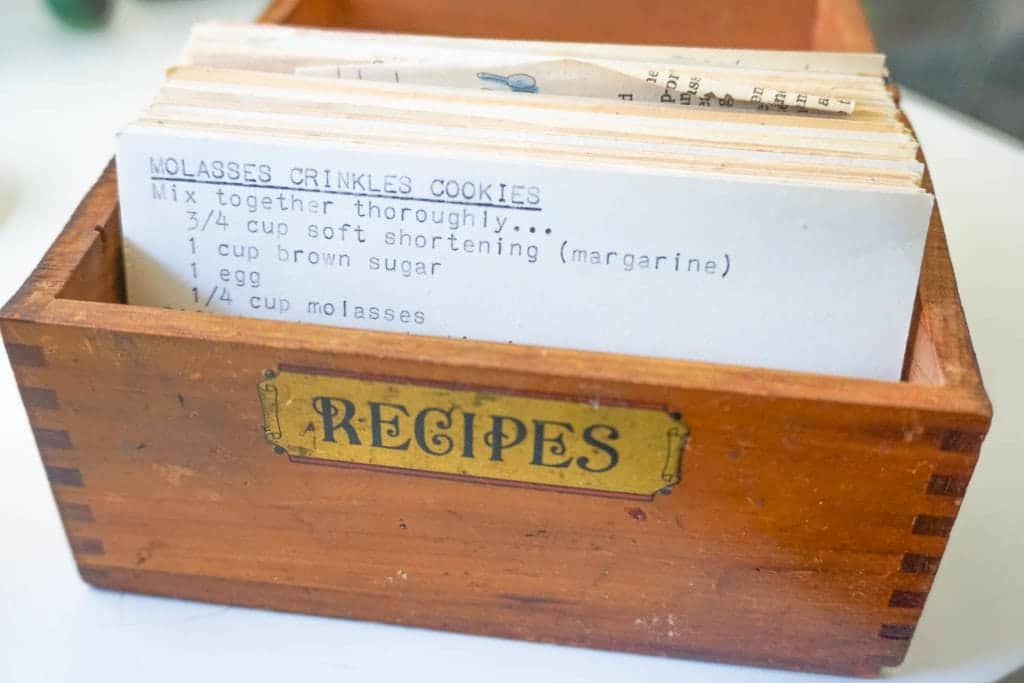 MOLASSES CRINKLES COOKIES
Mix together thoroughly...
3/4 cup soft shortening (margarine)
1 cup brown sugar
1 egg
1/4 cup molasses
RECIPES